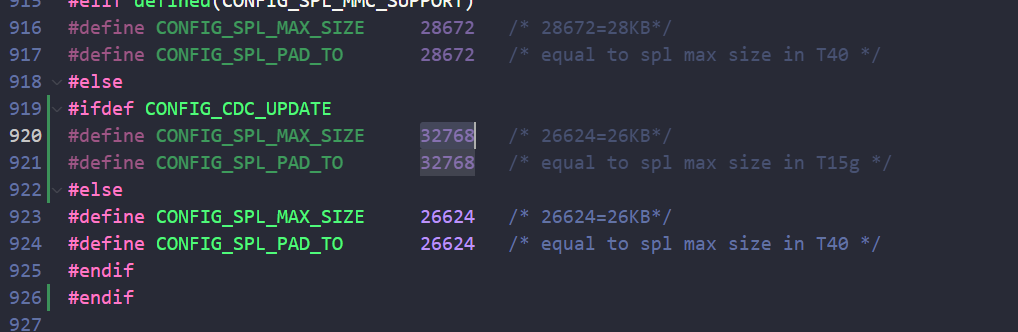 915 #elif defined(CONFIG_SPL_MMC_SUPPORT)
916 #define CONFIG_SPL_MAX_SIZE 28672 /* 28672=28KB*/
917 #define CONFIG_SPL_PAD_TO 28672 /* equal to spl max size in T40 */
918 #else
919 #ifdef CONFIG_CDC_UPDATE
920 #define CONFIG_SPL_MAX_SIZE 32768 /* 26624=26KB*/
921 #define CONFIG_SPL_PAD_TO 32768 /* equal to spl max size in T15g */
922 #else
923 #define CONFIG_SPL_MAX_SIZE 26624 /* 26624=26KB*/
924 #define CONFIG_SPL_PAD_TO 26624 /* equal to spl max size in T40 */
925 #endif
926 #endif
927